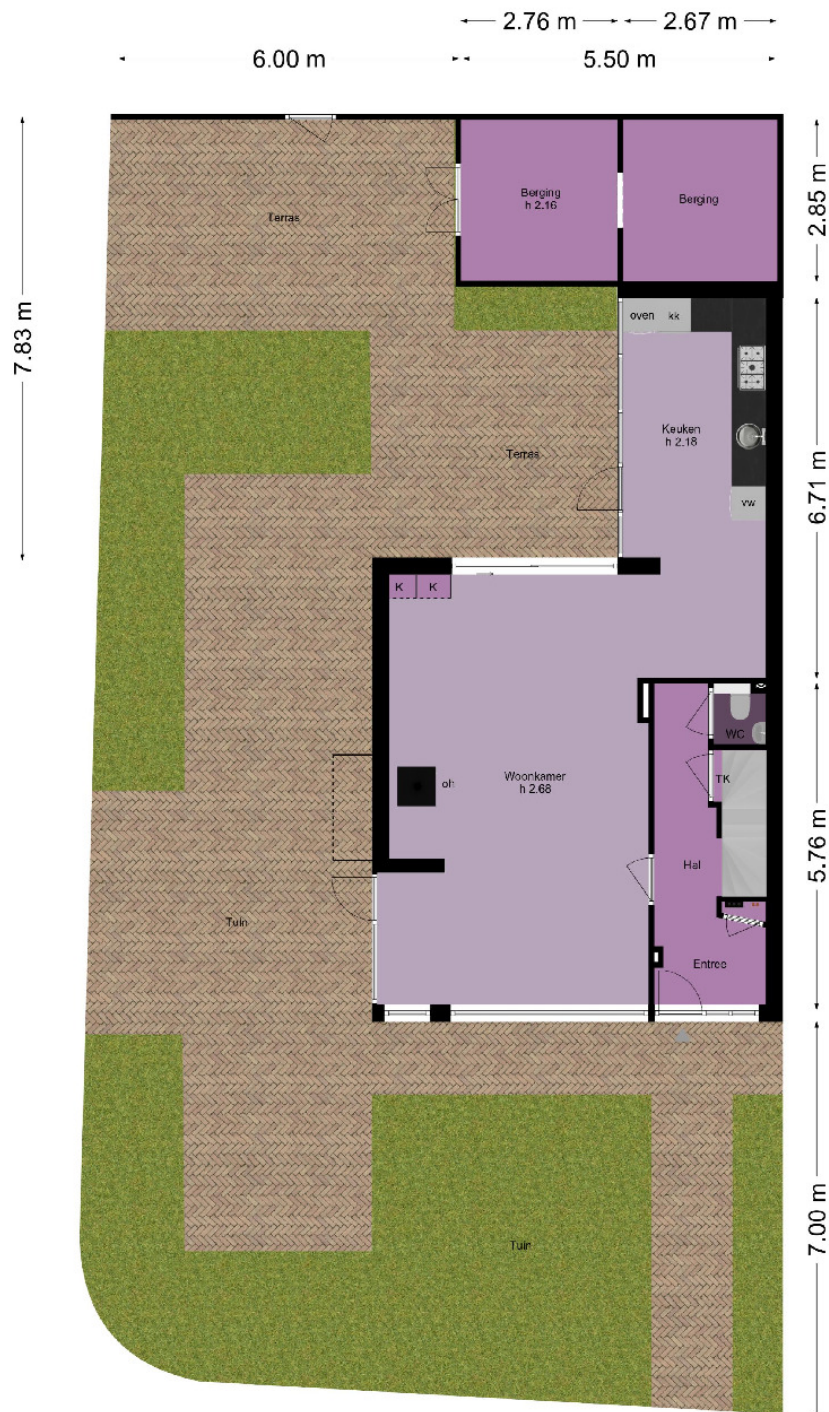 2.76 m
2.67 m
6.00 m
5.50 m
7.83 m
2.85 m
6.71 m
5.76 m
7.00 m
Terras
Berging
h 2.16
Berging
oven
kk
Keuken
h 2.18
Terras
vw
K
K
WC
TK
Woonkamer
h 2.68
oh
Hal
Tuin
Entree
Tuin